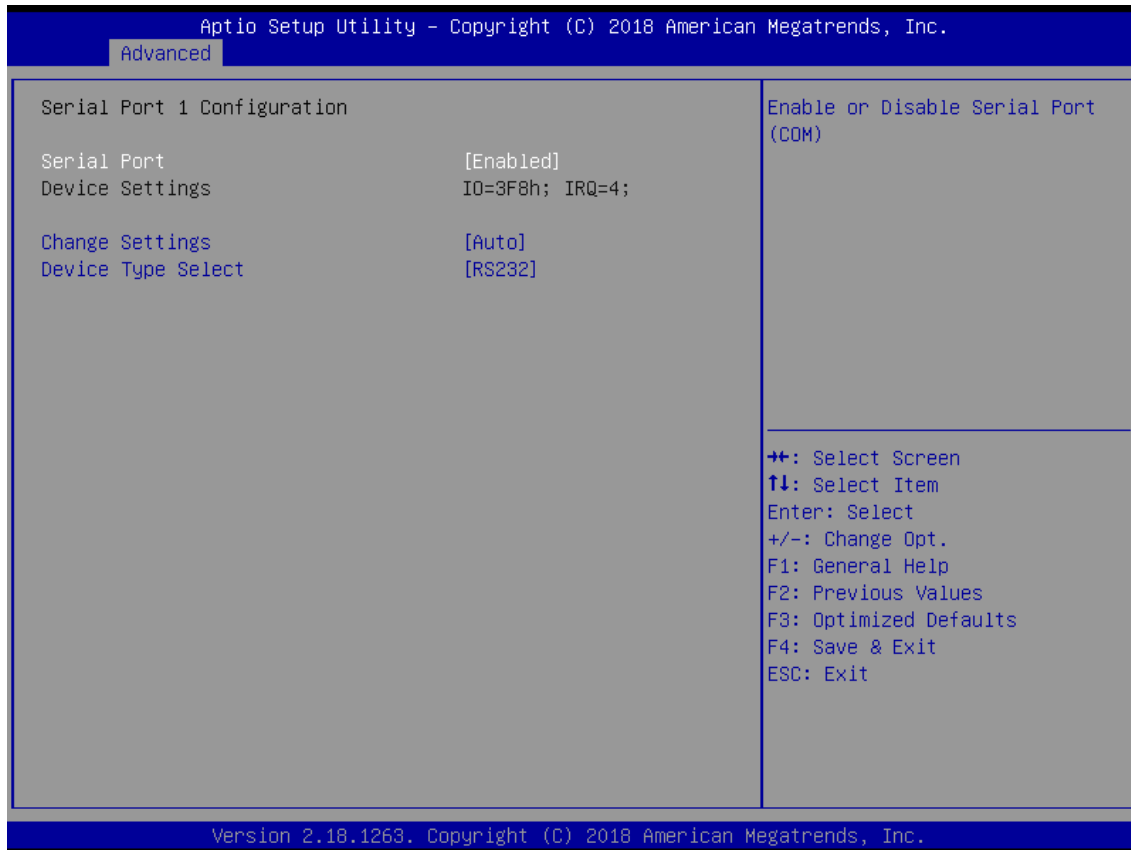 Aptio Setup Utility – Copyright (C) 2018 American Megatrends, Inc.
Advanced
Serial Port 1 Configuration
Serial Port [Enabled]
Device Settings IO=3F8h; IRQ=4;
Change Settings [Auto]
Device Type Select [RS232]
Enable or Disable Serial Port
(COM)
→←: Select Screen
↑↓: Select Item
Enter: Select
+/-: Change Opt.
F1: General Help
F2: Previous Values
F3: Optimized Defaults
F4: Save & Exit
ESC: Exit
Version 2.18.1263. Copyright (C) 2018 American Megatrends, Inc.